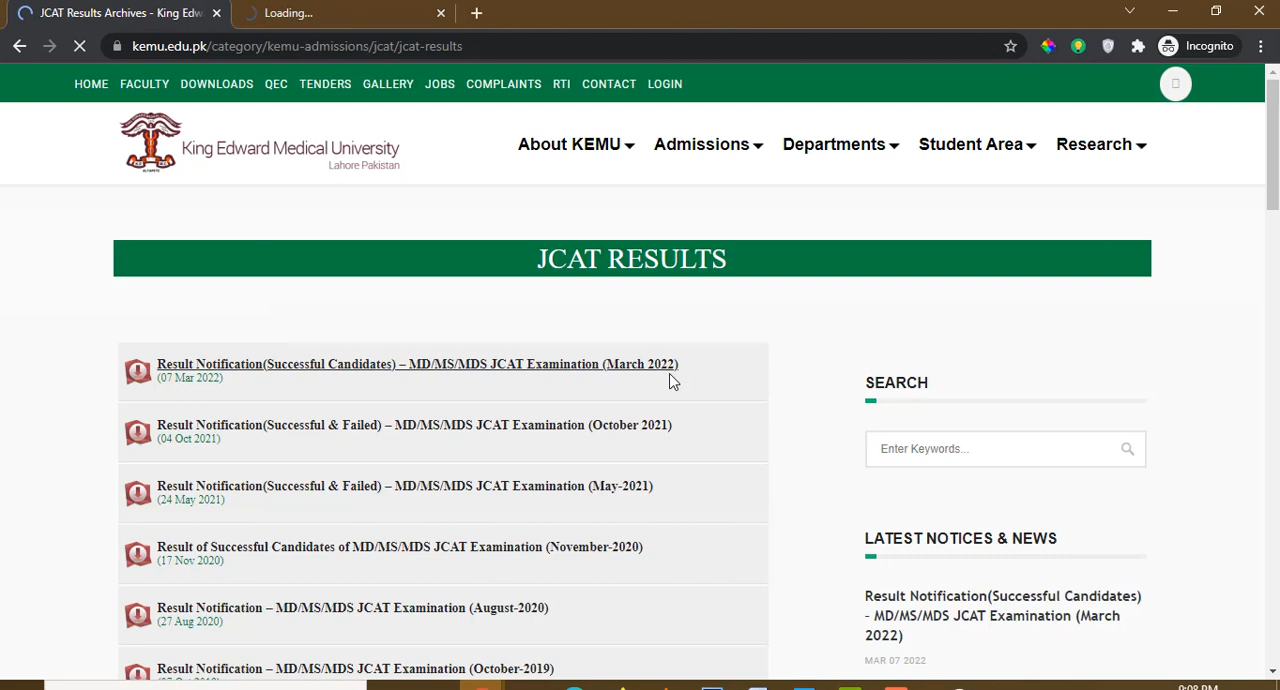 JCAT Results Archives - King Edw
Loading...
kemu.edu.pk/category/kemu-admissions/jcat/jcat-results
Incognito
HOME FACULTY DOWNLOADS QEC TENDERS GALLERY JOBS COMPLAINTS RTI CONTACT LOGIN
King Edward Medical University
Lahore Pakistan
About KEMU Admissions Departments Student Area Research
JCAT RESULTS
Result Notification(Successful Candidates) – MD/MS/MDS JCAT Examination (March 2022)
(07 Mar 2022)
Result Notification(Successful & Failed) – MD/MS/MDS JCAT Examination (October 2021)
(04 Oct 2021)
Result Notification(Successful & Failed) – MD/MS/MDS JCAT Examination (May-2021)
(24 May 2021)
Result of Successful Candidates of MD/MS/MDS JCAT Examination (November-2020)
(17 Nov 2020)
Result Notification – MD/MS/MDS JCAT Examination (August-2020)
(27 Aug 2020)
Result Notification – MD/MS/MDS JCAT Examination (October-2019)
SEARCH
Enter Keywords...
LATEST NOTICES & NEWS
Result Notification(Successful Candidates)
– MD/MS/MDS JCAT Examination (March
2022)
MAR 07 2022